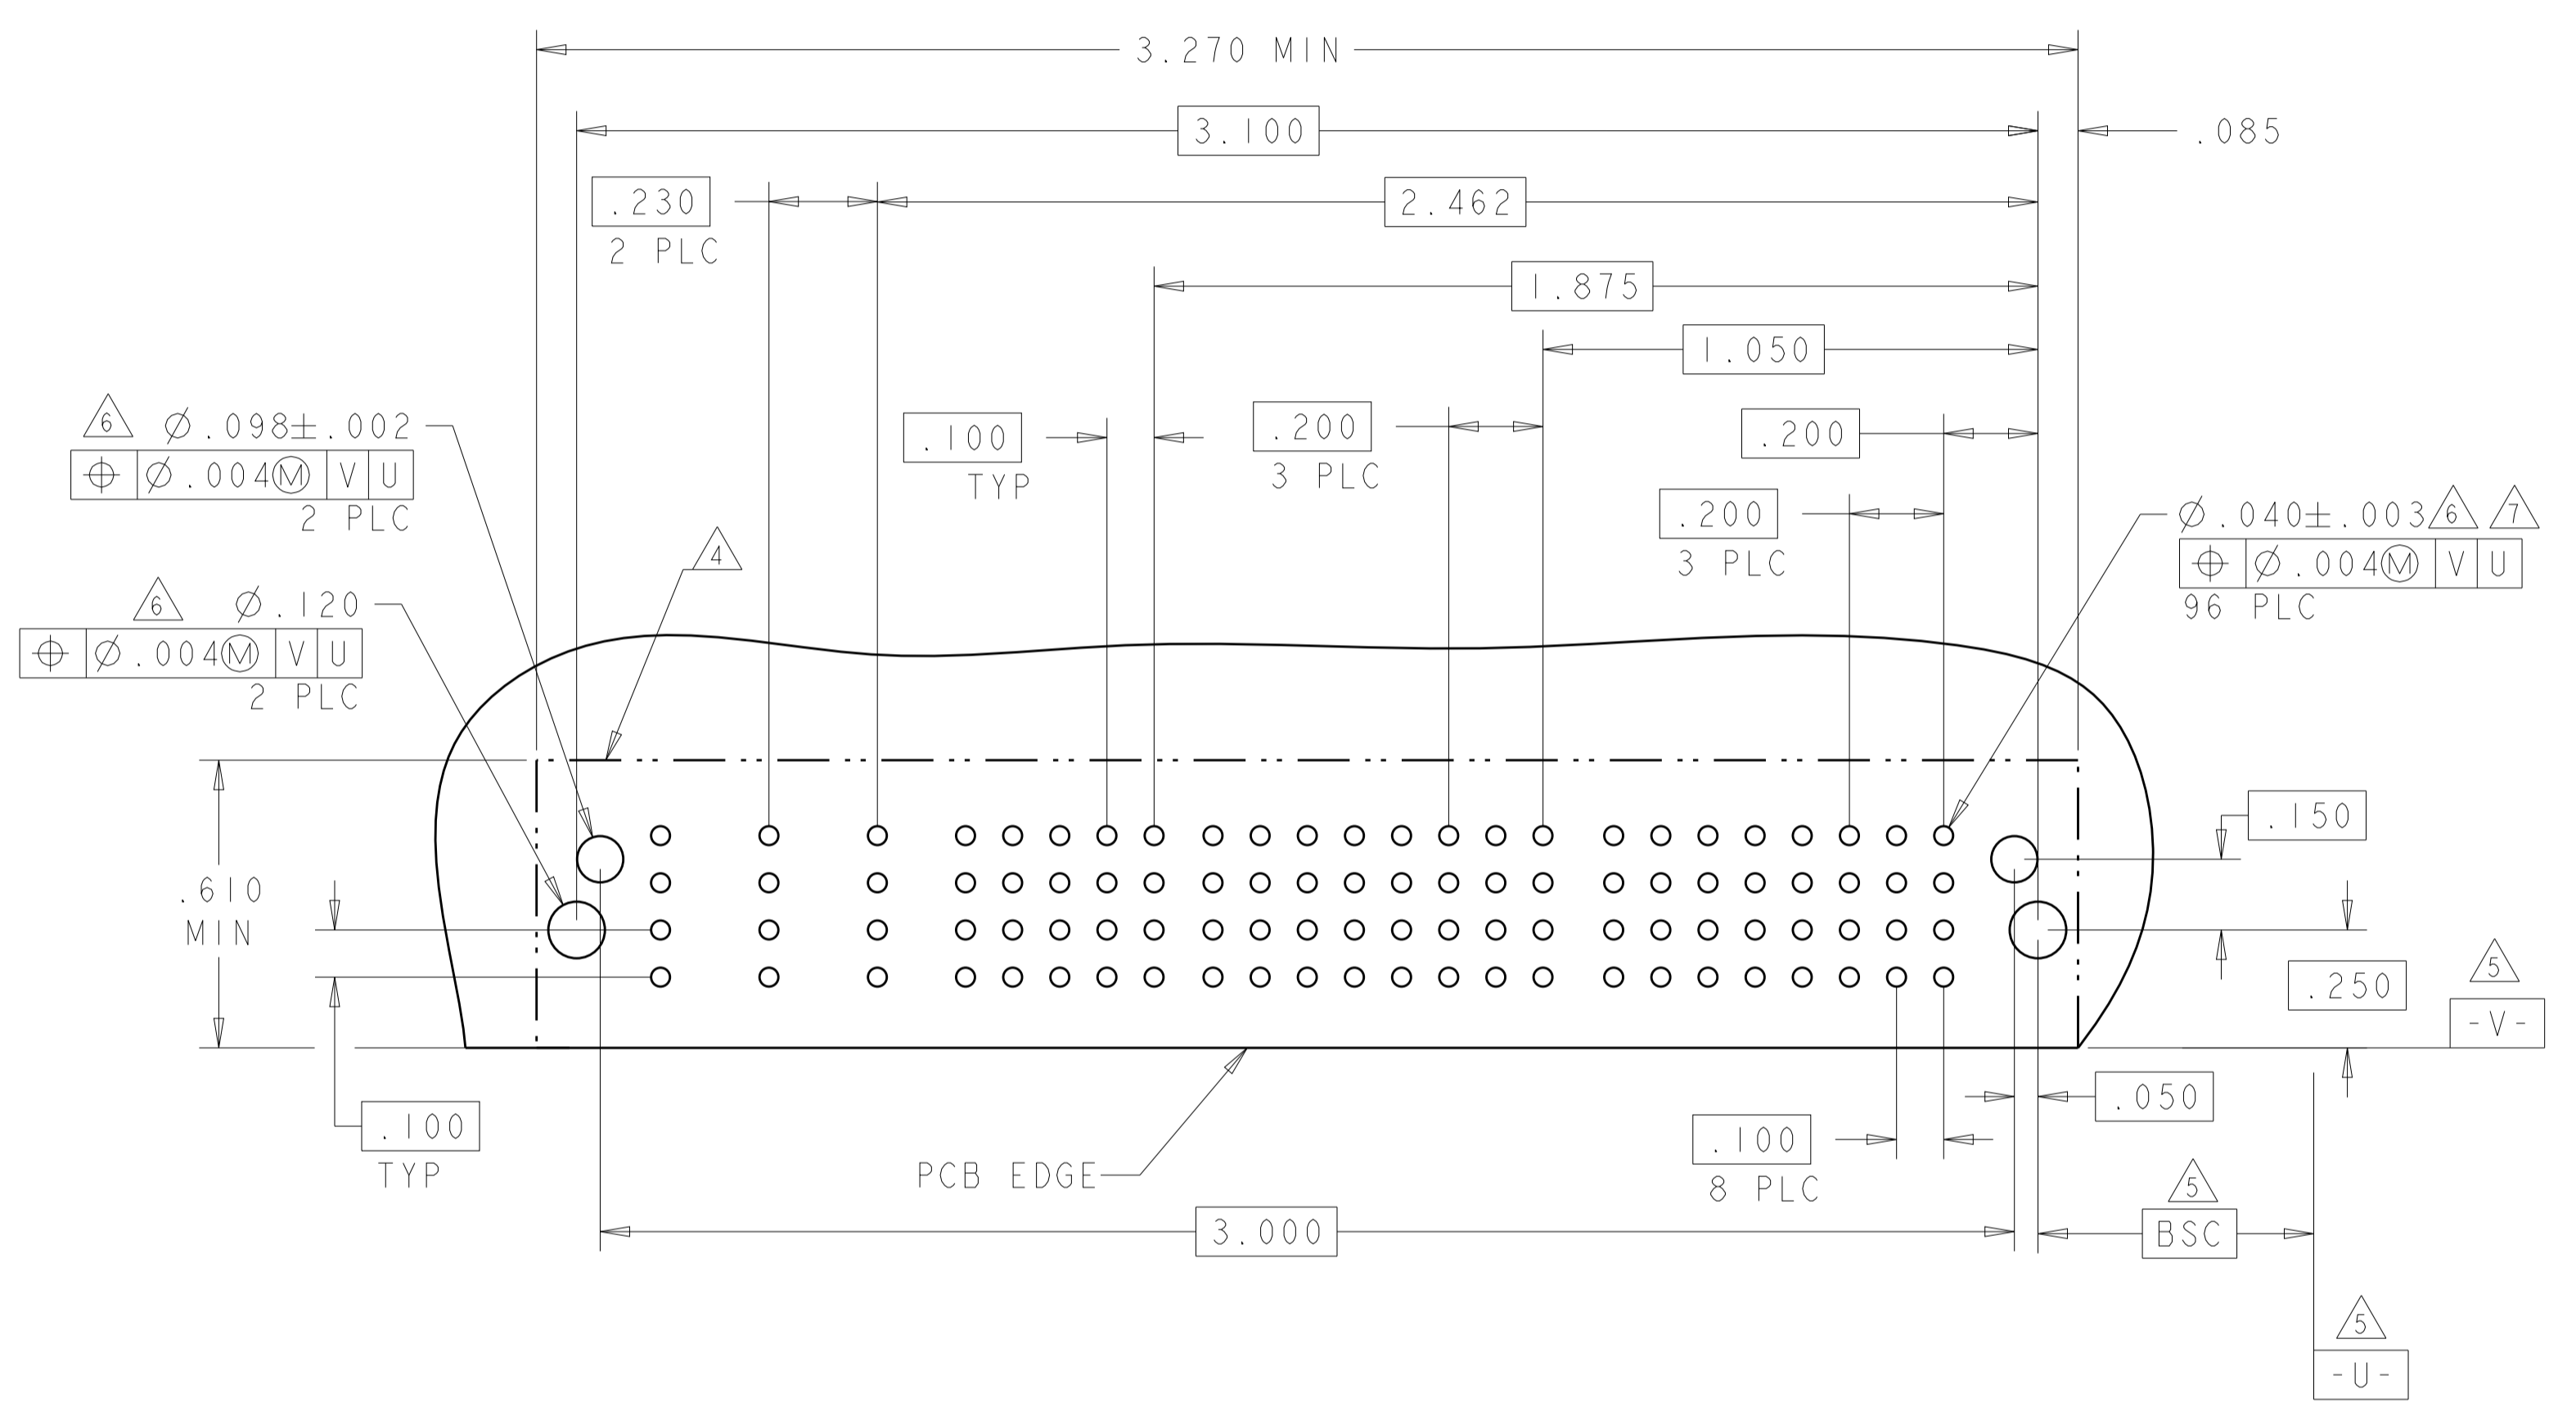 3.270 MIN
3.100
.085
.230
2 PLC
2.462
1.875
1.050
6 Ø.098±.002
⌖ Ø.004Ⓜ V U
2 PLC
.100
TYP
.200
3 PLC
.200
.200
3 PLC
Ø.040±.003 6 7
⌖ Ø.004Ⓜ V U
96 PLC
4
6 Ø.120
⌖ Ø.004Ⓜ V U
2 PLC
.150
.610
MIN
.250
5
-V-
.050
.100
TYP
PCB EDGE
.100
8 PLC
3.000
5
BSC
5
-U-